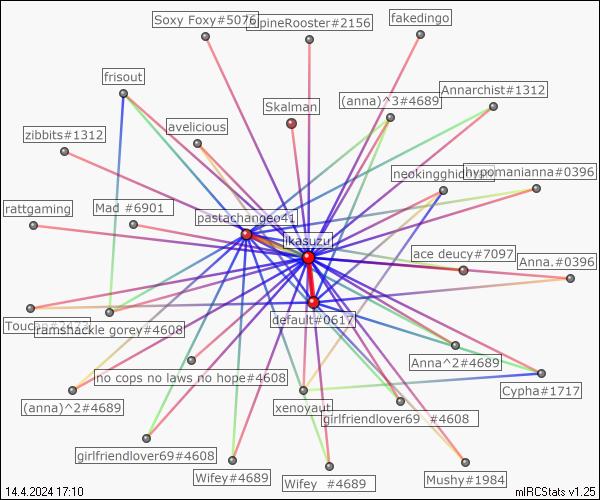 Soxy Foxy#5076
lpineRooster#2156
fakedingo
frisout
Annarchist#1312
(anna)^3#4689
Skalman
avelicious
zibbits#1312
neokingghid
hypomanianna#0396
rattgaming
Mad #6901
pastachangeo41
ikasuzu
ace deucy#7097
Anna.#0396
default#0617
ramshackle gorey#4608
Anna^2#4689
no cops no laws no hope#4608
Cypha#1717
(anna)^2#4689
xenoyaut
girlfriendlover69 #4608
girlfriendlover69#4608
Wifey#4689
Wifey #4689
Mushy#1984
14.4.2024 17:10
mIRCStats v1.25